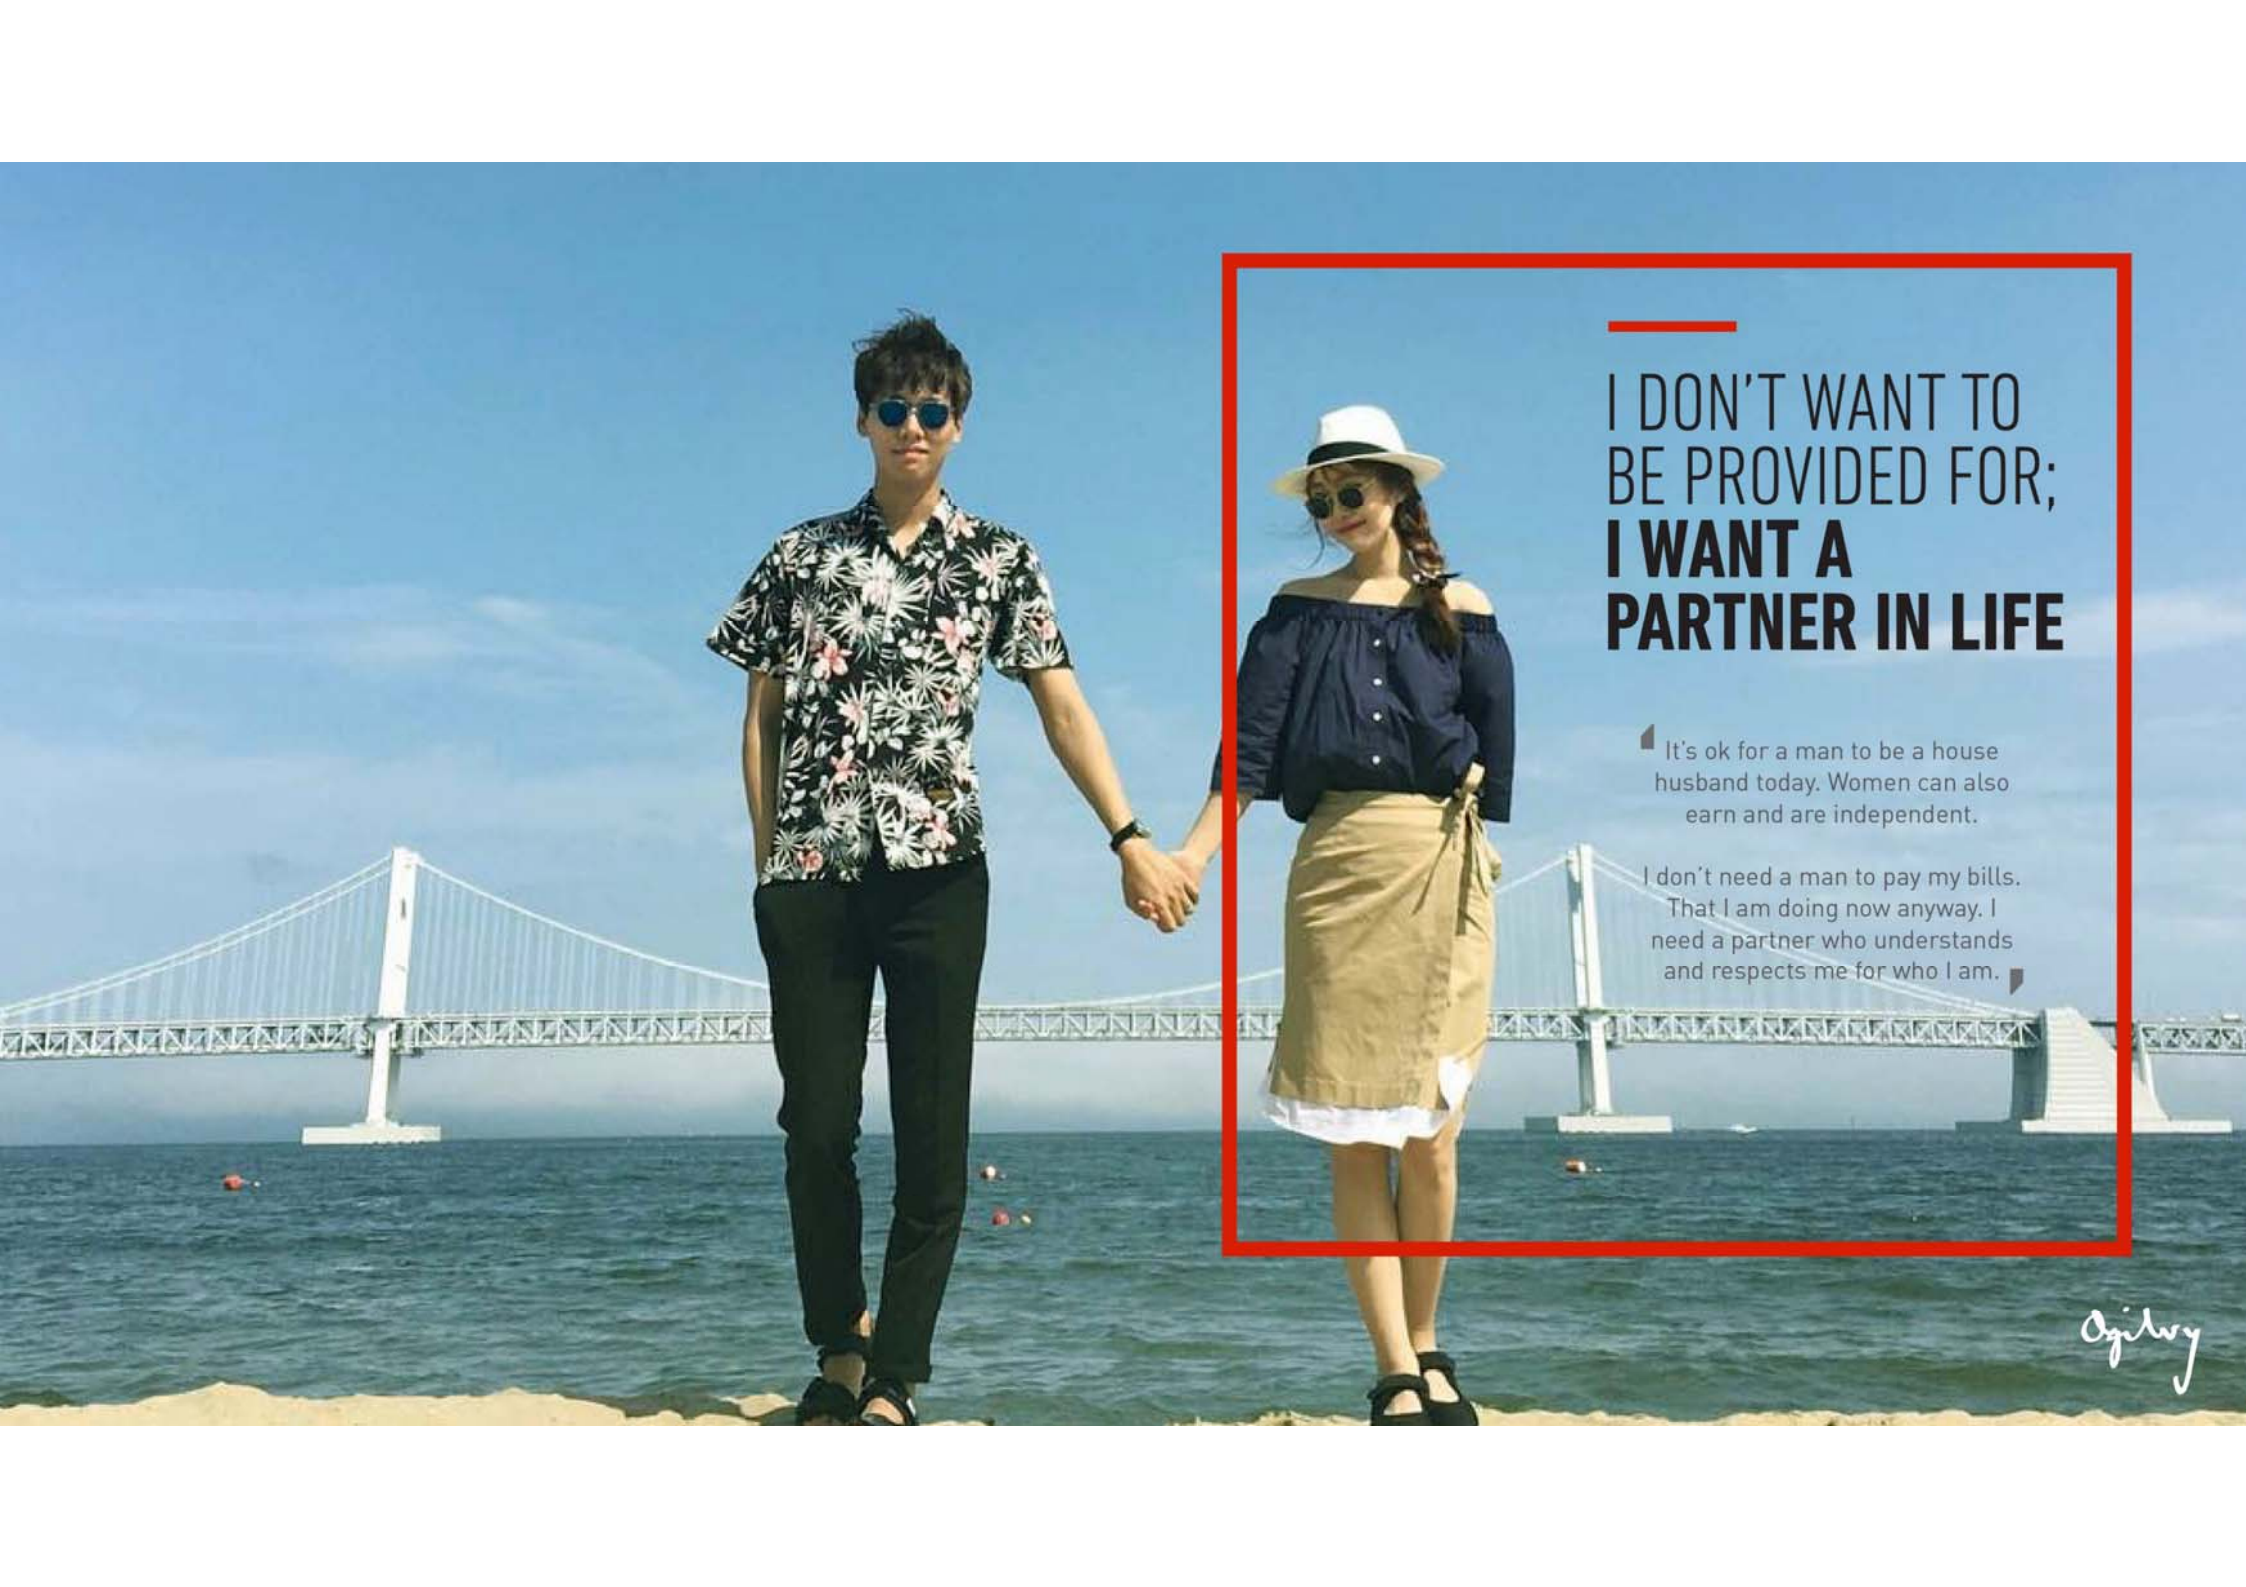 I DON'T WANT TO
BE PROVIDED FOR;
I WANT A
PARTNER IN LIFE
It's ok for a man to be a house
husband today. Women can also
earn and are independent.
I don't need a man to pay my bills.
That I am doing now anyway. I
need a partner who understands
and respects me for who I am.
Ogilvy